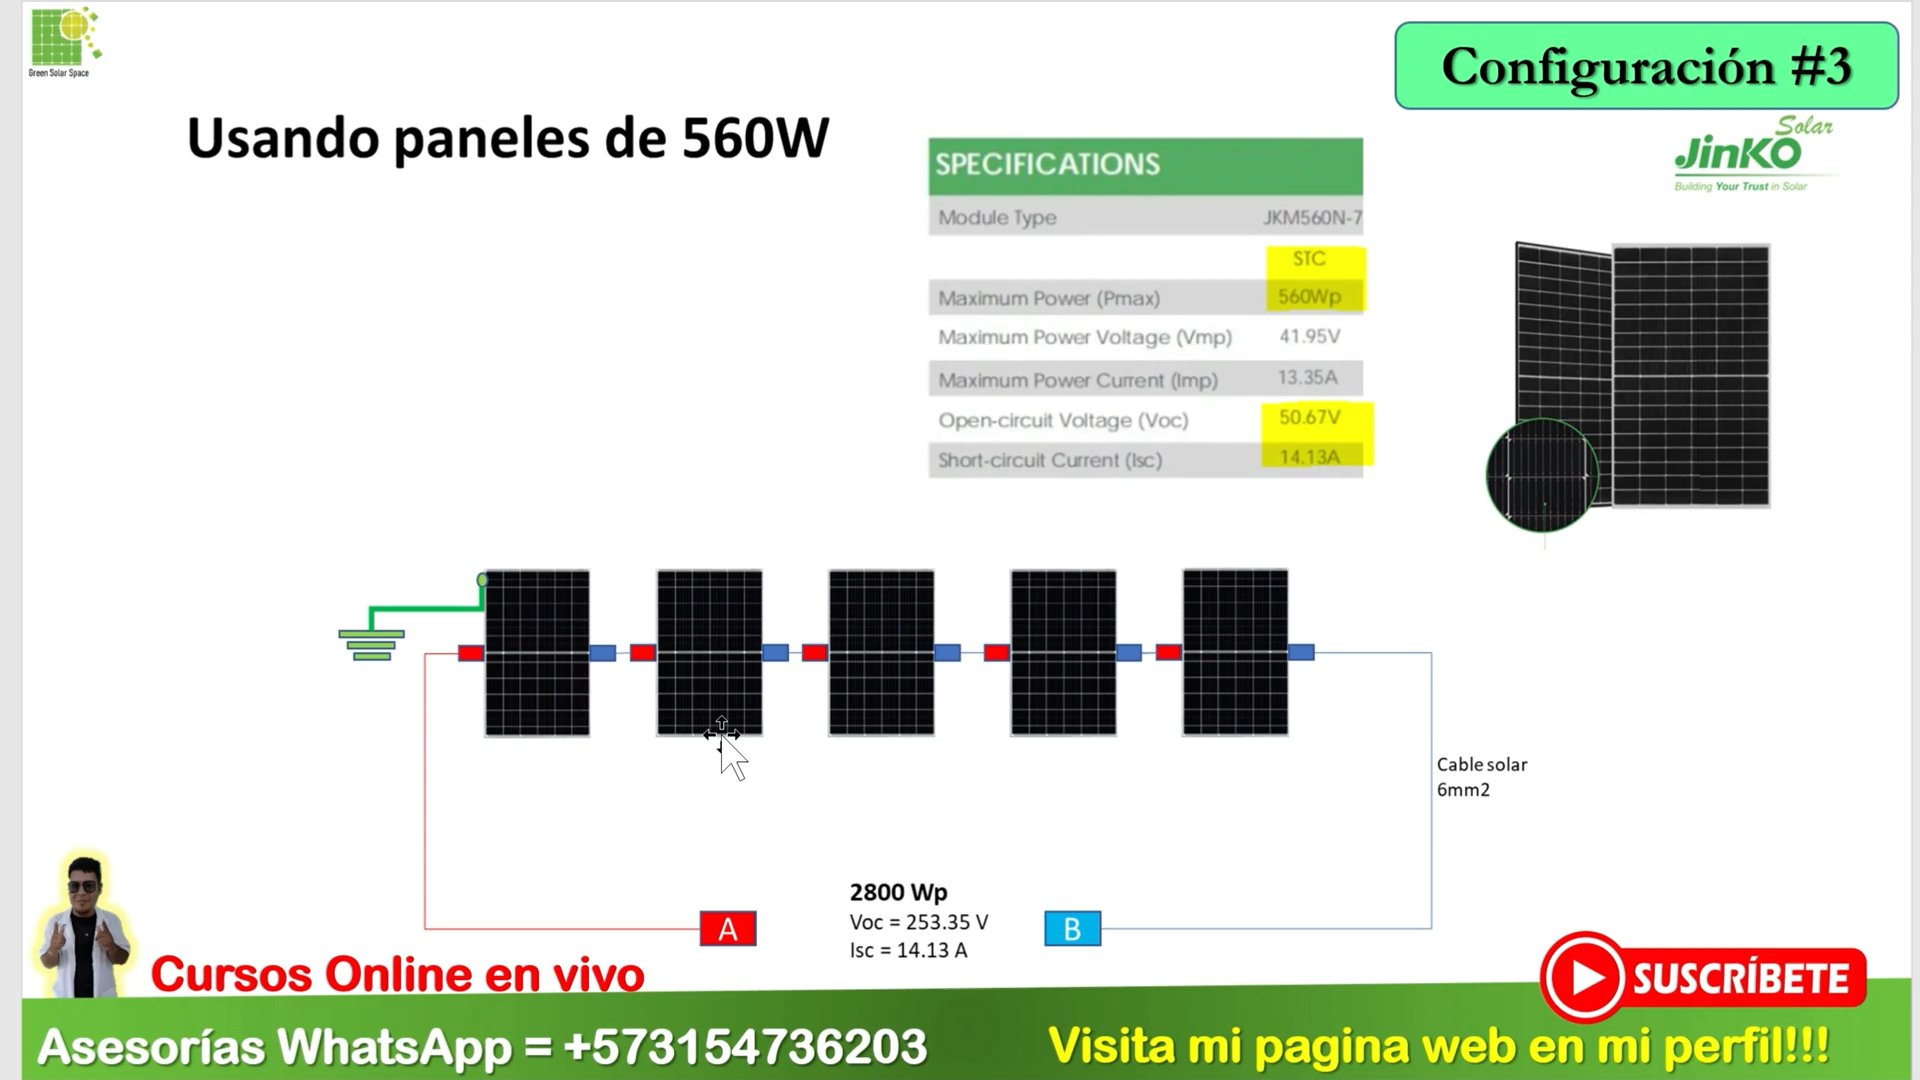 Green Solar Space
Configuración #3
Usando paneles de 560W
Solar
JinKO
Building Your Trust in Solar
SPECIFICATIONS
Module Type JKM560N-7
STC
Maximum Power (Pmax) 560Wp
Maximum Power Voltage (Vmp) 41.95V
Maximum Power Current (Imp) 13.35A
Open-circuit Voltage (Voc) 50.67V
Short-circuit Current (Isc) 14.13A
Cable solar
6mm2
2800 Wp
Voc = 253.35 V
Isc = 14.13 A
A
B
Cursos Online en vivo
SUSCRÍBETE
Asesorías WhatsApp = +573154736203
Visita mi pagina web en mi perfil!!!